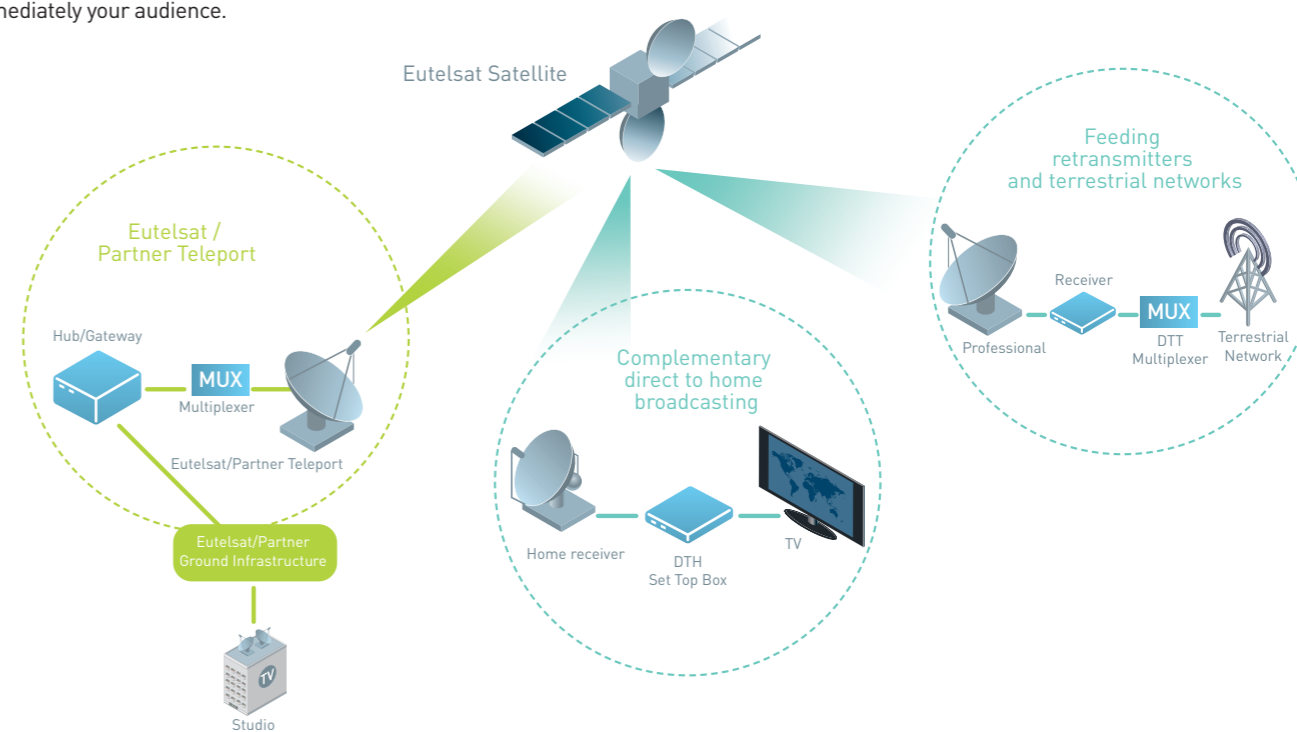 mediately your audience.
Eutelsat Satellite
Eutelsat /
Partner Teleport
Hub/Gateway
MUX
Multiplexer
Eutelsat/Partner Teleport
Eutelsat/Partner
Ground Infrastructure
TV
Studio
Complementary
direct to home
broadcasting
Home receiver
DTH
Set Top Box
TV
Feeding
retransmitters
and terrestrial networks
Professional
Receiver
MUX
DTT
Multiplexer
Terrestrial
Network